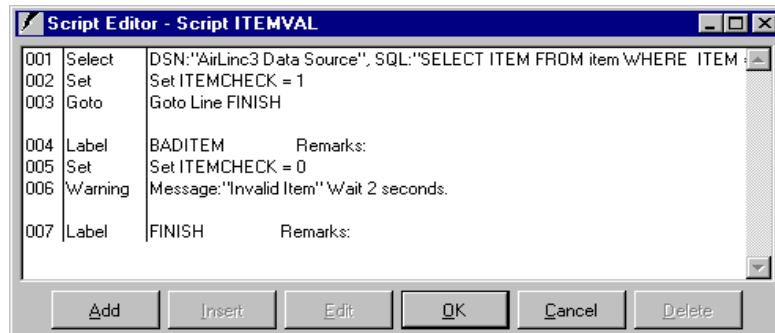 Script Editor - Script ITEMVAL
001 Select DSN:"AirLinc3 Data Source", SQL:"SELECT ITEM FROM item WHERE ITEM =
002 Set Set ITEMCHECK = 1
003 Goto Goto Line FINISH
004 Label BADITEM Remarks:
005 Set Set ITEMCHECK = 0
006 Warning Message:"Invalid Item" Wait 2 seconds.
007 Label FINISH Remarks:
Add Insert Edit OK Cancel Delete